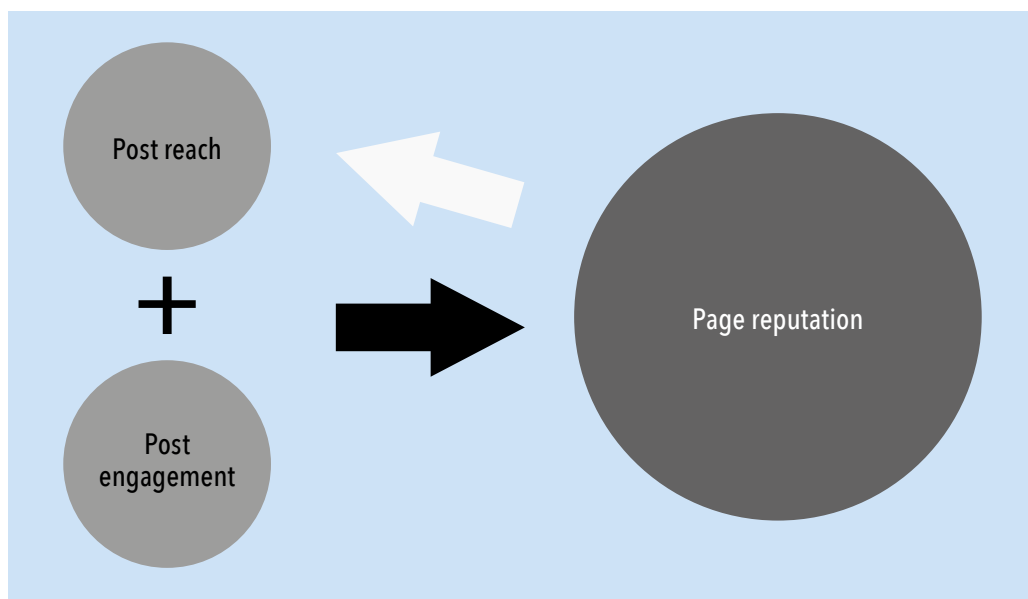 Post reach
+
Post
engagement
Page reputation